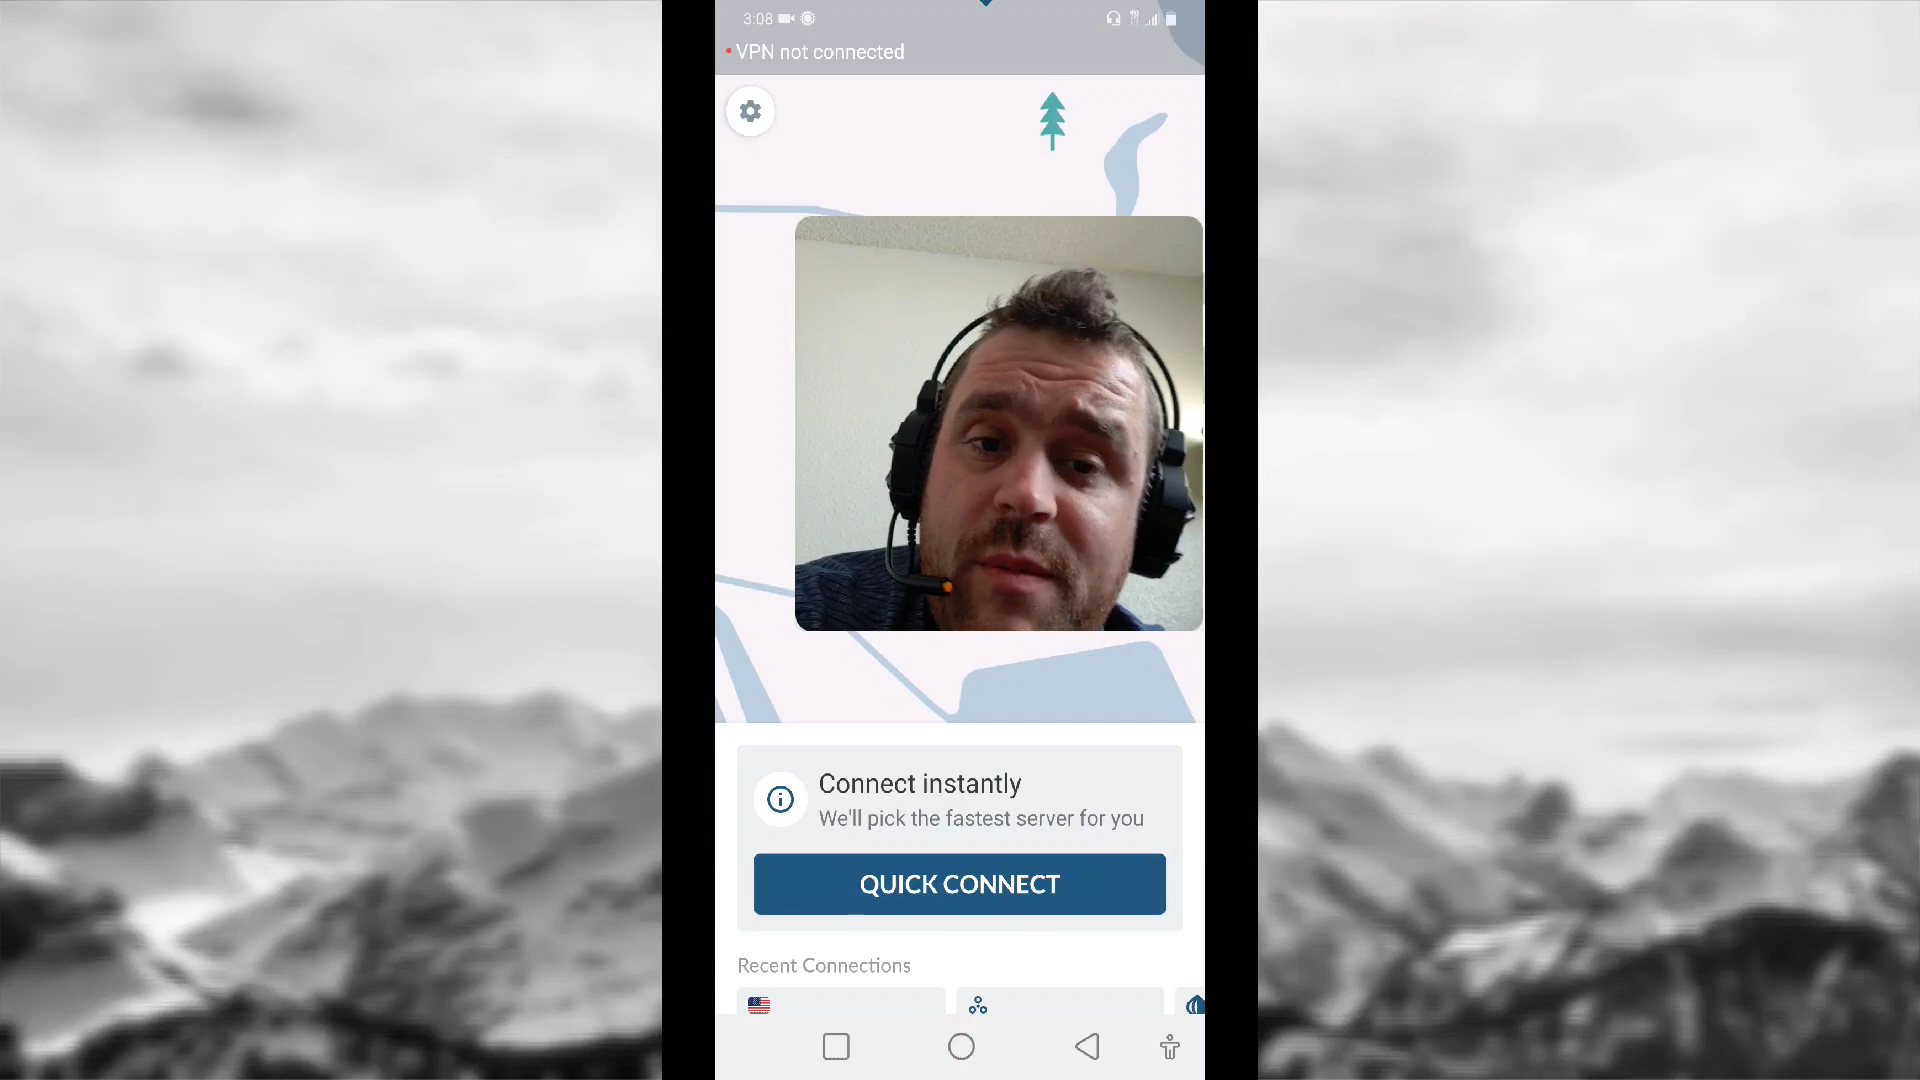 3:08
VPN not connected
Connect instantly
We'll pick the fastest server for you
QUICK CONNECT
Recent Connections